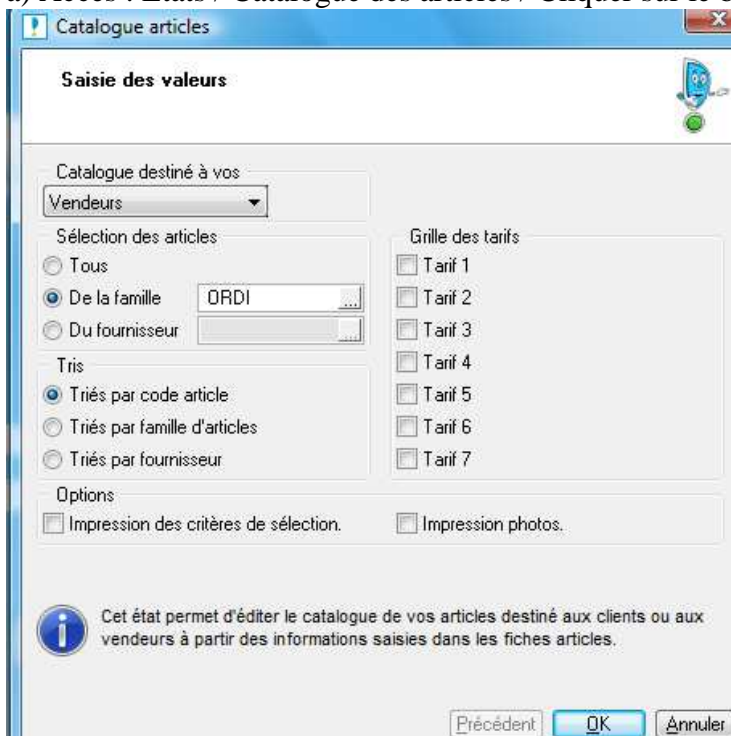 Catalogue articles
Saisie des valeurs
Catalogue destiné à vos
Vendeurs
Sélection des articles
Tous
De la famille ORDI ...
Du fournisseur ...
Tris
Triés par code article
Triés par famille d'articles
Triés par fournisseur
Grille des tarifs
Tarif 1
Tarif 2
Tarif 3
Tarif 4
Tarif 5
Tarif 6
Tarif 7
Options
Impression des critères de sélection.
Impression photos.
Cet état permet d'éditer le catalogue de vos articles destiné aux clients ou aux
vendeurs à partir des informations saisies dans les fiches articles.
Précédent
OK
Annuler